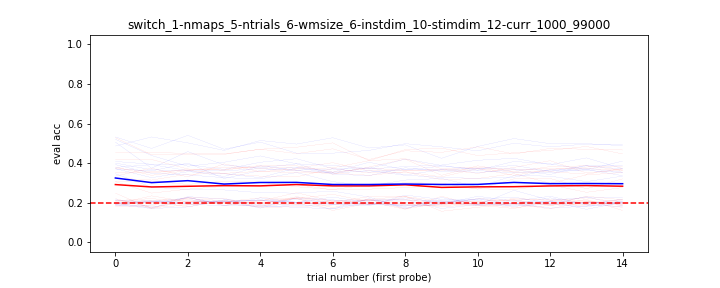 switch_1-nmaps_5-ntrials_6-wmsize_6-instdim_10-stimdim_12-curr_1000_99000
eval acc
1.0
0.8
0.6
0.4
0.2
0.0
0 2 4 6 8 10 12 14
trial number (first probe)